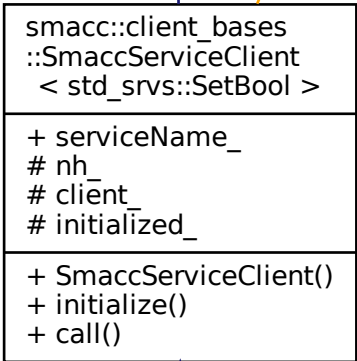 smacc::client_bases
::SmaccServiceClient
< std_srvs::SetBool >
+ serviceName_
# nh_
# client_
# initialized_
+ SmaccServiceClient()
+ initialize()
+ call()